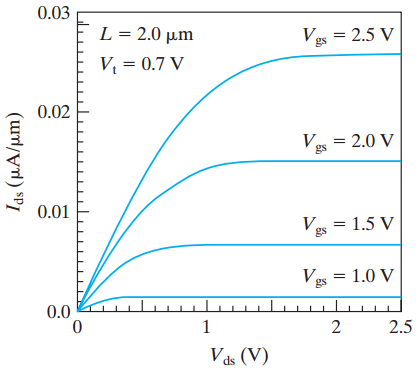 0.03
L = 2.0 μm
Vₜ = 0.7 V
V_gs = 2.5 V
0.02
V_gs = 2.0 V
I_ds (μA/μm)
0.01
V_gs = 1.5 V
V_gs = 1.0 V
0.0
0 1 2 2.5
V_ds (V)